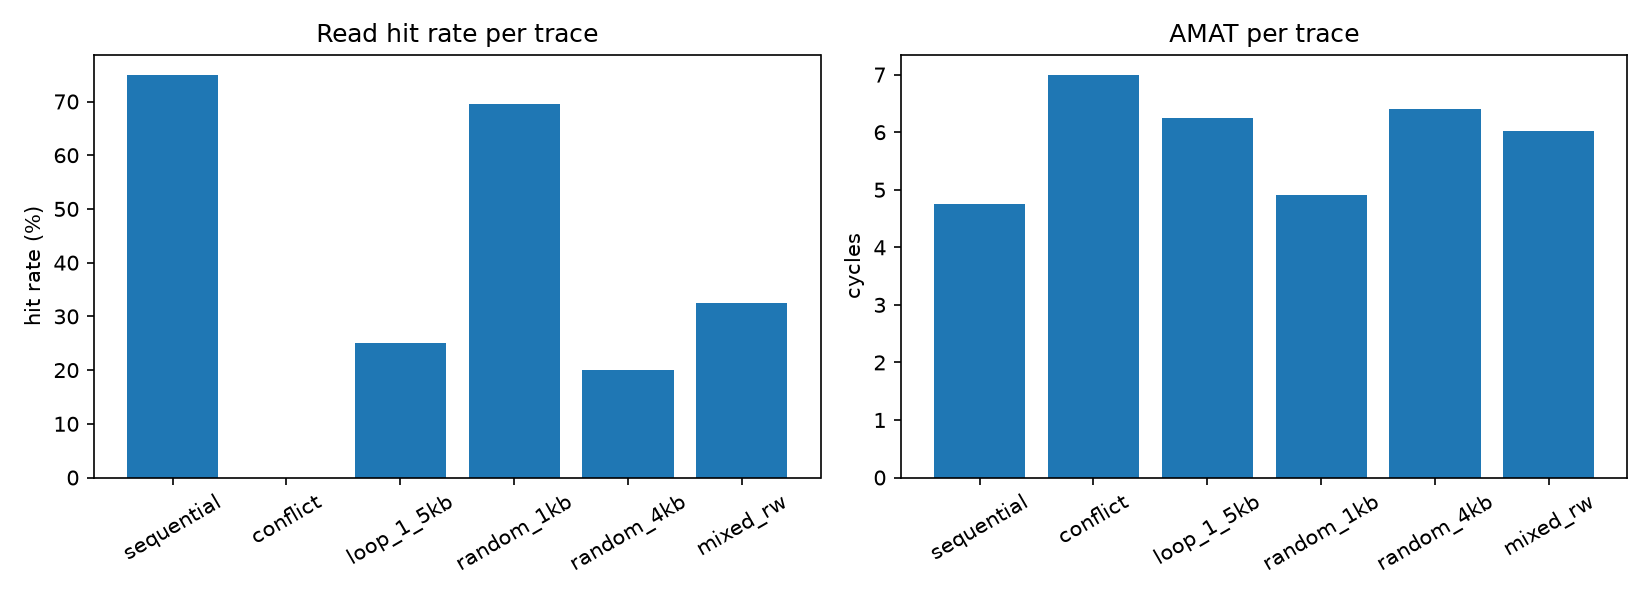 Read hit rate per trace
hit rate (%)
70
60
50
40
30
20
10
0
sequential
conflict
loop_1_5kb
random_1kb
random_4kb
mixed_rw
AMAT per trace
cycles
7
6
5
4
3
2
1
0
sequential
conflict
loop_1_5kb
random_1kb
random_4kb
mixed_rw